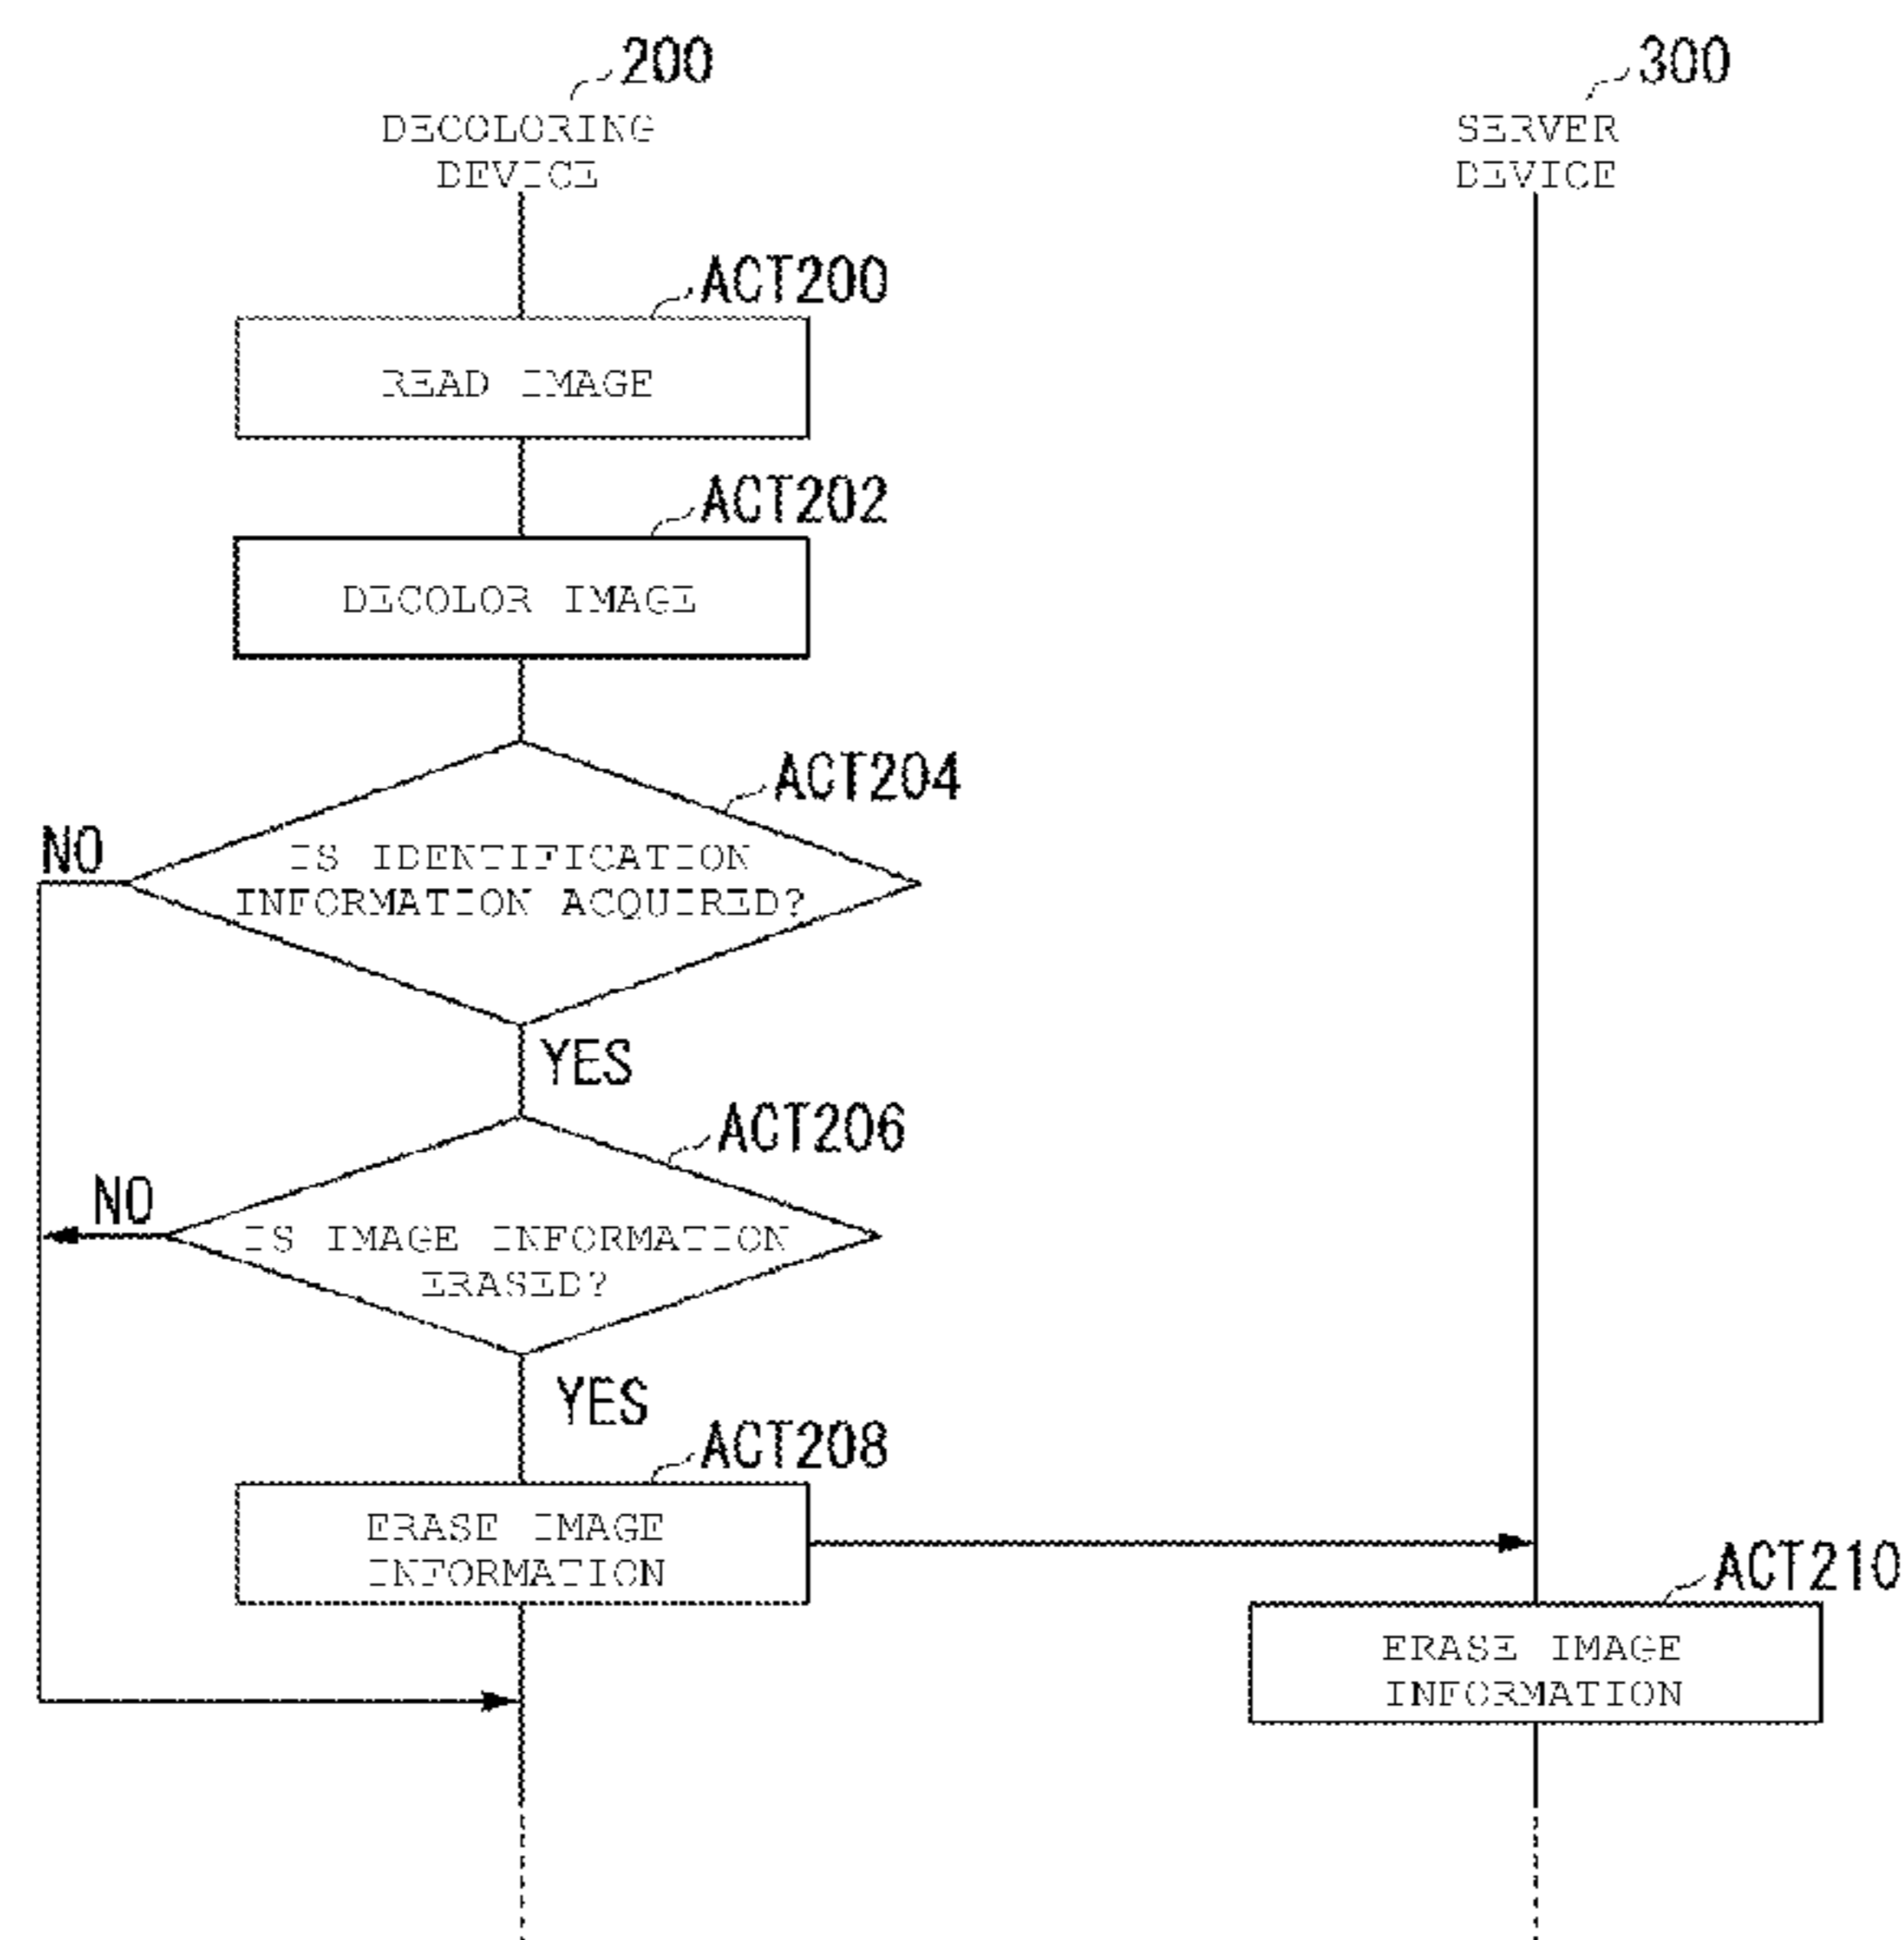 200
DECOLORING
DEVICE
300
SERVER
DEVICE
ACT200
READ IMAGE
ACT202
DECOLOR IMAGE
ACT204
NO
IS IDENTIFICATION
INFORMATION ACQUIRED?
YES
ACT206
NO
IS IMAGE INFORMATION
ERASED?
YES
ACT208
ERASE IMAGE
INFORMATION
ACT210
ERASE IMAGE
INFORMATION